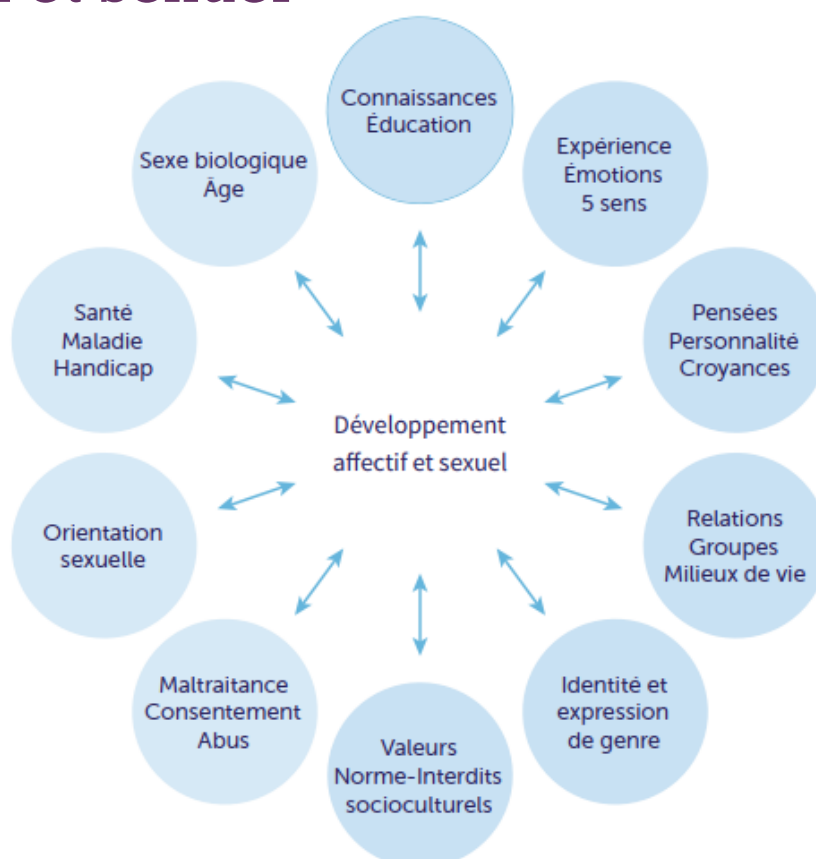 Connaissances
Éducation
Expérience
Émotions
5 sens
Pensées
Personnalité
Croyances
Relations
Groupes
Milieux de vie
Identité et
expression
de genre
Valeurs
Norme-Interdits
socioculturels
Maltraitance
Consentement
Abus
Orientation
sexuelle
Santé
Maladie
Handicap
Sexe biologique
Âge
Développement
affectif et sexuel